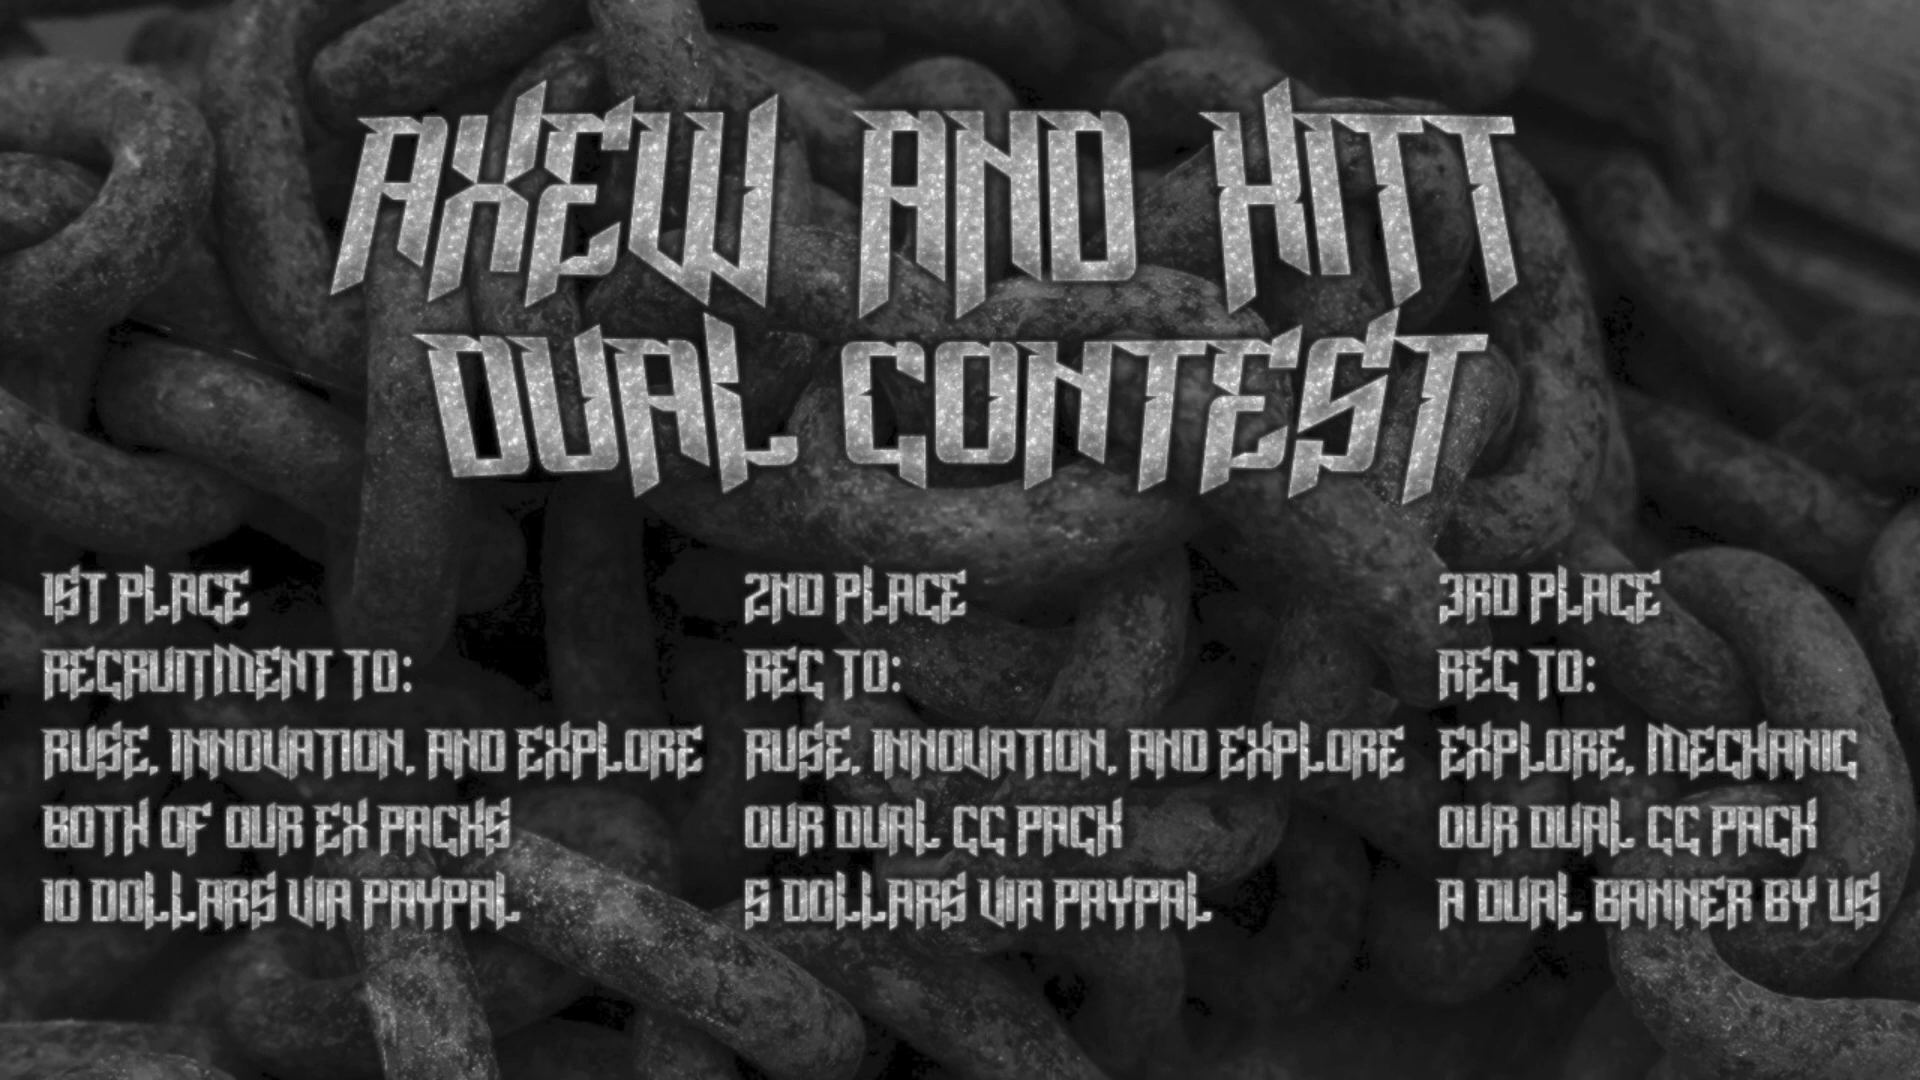 AXEW AND KITT
DUAL CONTEST
1ST PLACE
RECRUITMENT TO:
RUSE, INNOVATION, AND EXPLORE
BOTH OF OUR EX PACKS
10 DOLLARS VIA PAYPAL
2ND PLACE
REC TO:
RUSE, INNOVATION, AND EXPLORE
OUR DUAL CC PACK
5 DOLLARS VIA PAYPAL
3RD PLACE
REC TO:
EXPLORE, MECHANIC
OUR DUAL CC PACK
A DUAL BANNER BY US